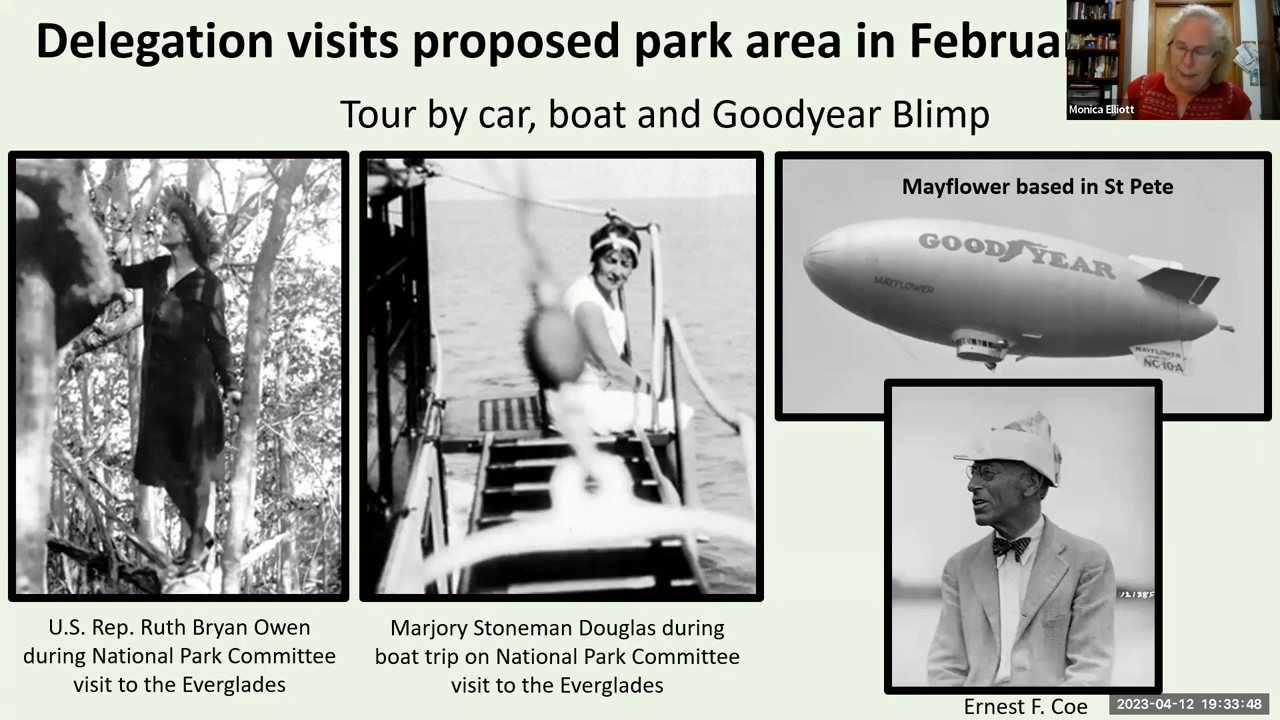 Delegation visits proposed park area in Februa
Monica Elliott
Tour by car, boat and Goodyear Blimp
Mayflower based in St Pete
GOODYEAR
MAYFLOWER
MAYFLOWER
NC-10-A
U.S. Rep. Ruth Bryan Owen
during National Park Committee
visit to the Everglades
Marjory Stoneman Douglas during
boat trip on National Park Committee
visit to the Everglades
Ernest F. Coe
2023-04-12 19:33:48